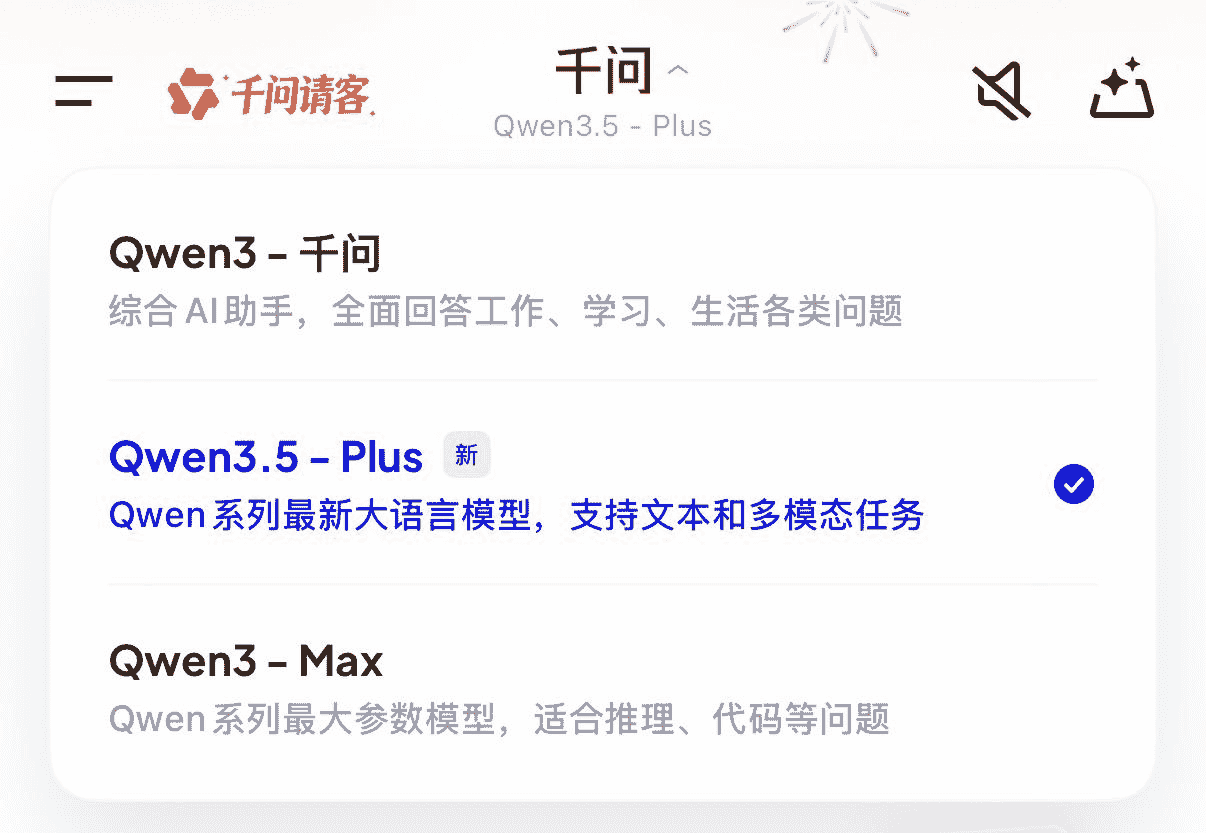 千问请客
千问
Qwen3.5 - Plus
Qwen3 - 千问
综合 AI 助手，全面回答工作、学习、生活各类问题
Qwen3.5 - Plus 新
Qwen 系列最新大语言模型，支持文本和多模态任务
Qwen3 - Max
Qwen 系列最大参数模型，适合推理、代码等问题